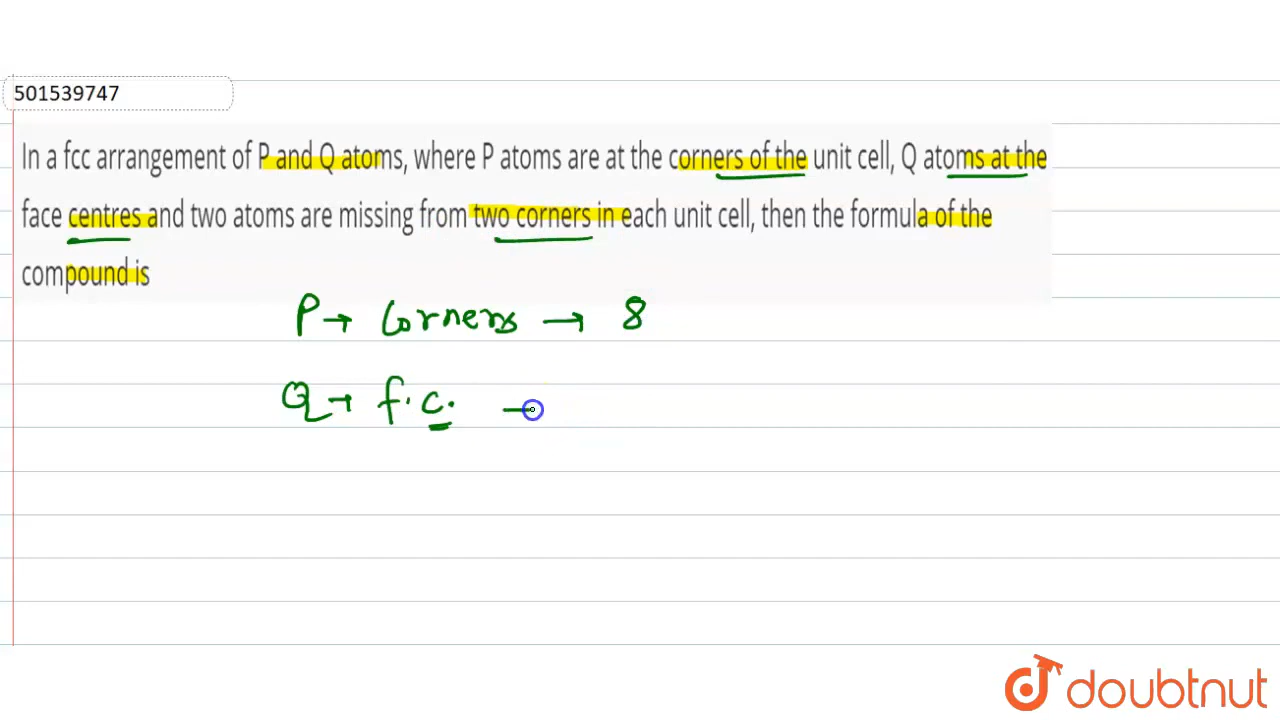 501539747
In a fcc arrangement of P and Q atoms, where P atoms are at the corners of the unit cell, Q atoms at the
face centres and two atoms are missing from two corners in each unit cell, then the formula of the
compound is
P → Corners → 8
Q → f.c. →
doubtnut